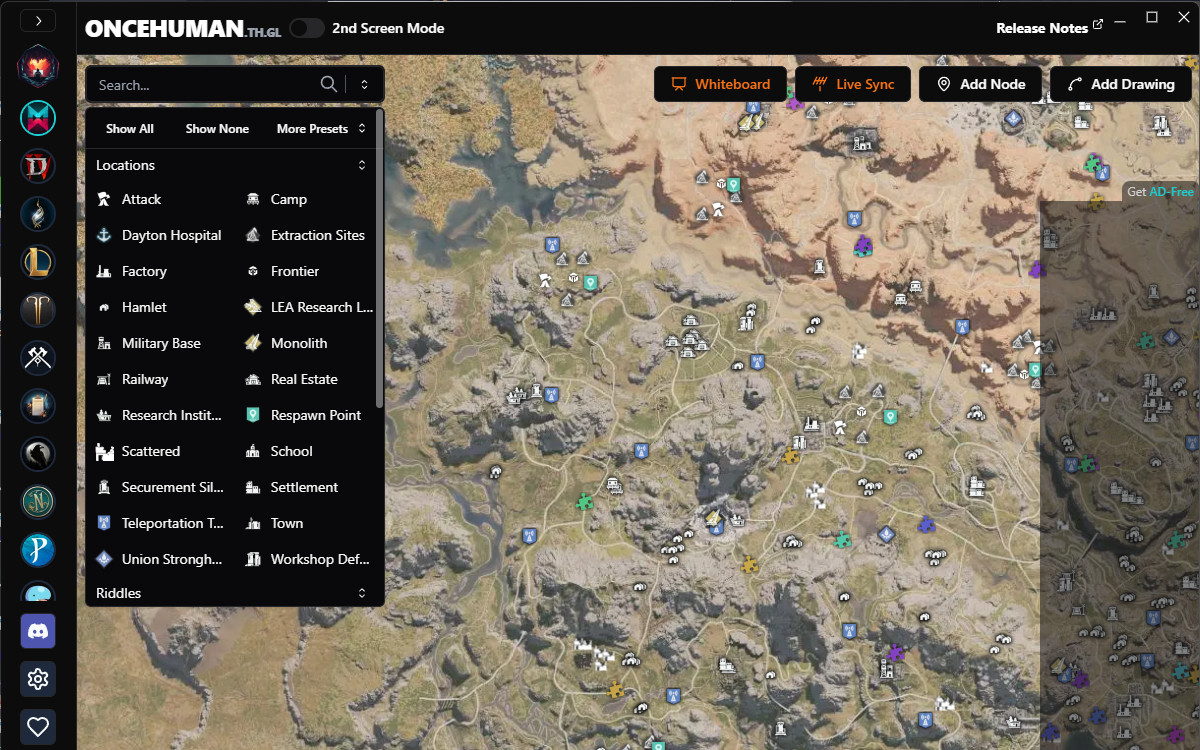 ONCEHUMAN.TH.GL
2nd Screen Mode
Release Notes
Search...
Whiteboard
Live Sync
Add Node
Add Drawing
Show All
Show None
More Presets
Get AD-Free
Locations
Attack
Camp
Dayton Hospital
Extraction Sites
Factory
Frontier
Hamlet
LEA Research L...
Military Base
Monolith
Railway
Real Estate
Research Instit...
Respawn Point
Scattered
School
Securement Sil...
Settlement
Teleportation T...
Town
Union Strongh...
Workshop Def...
Riddles